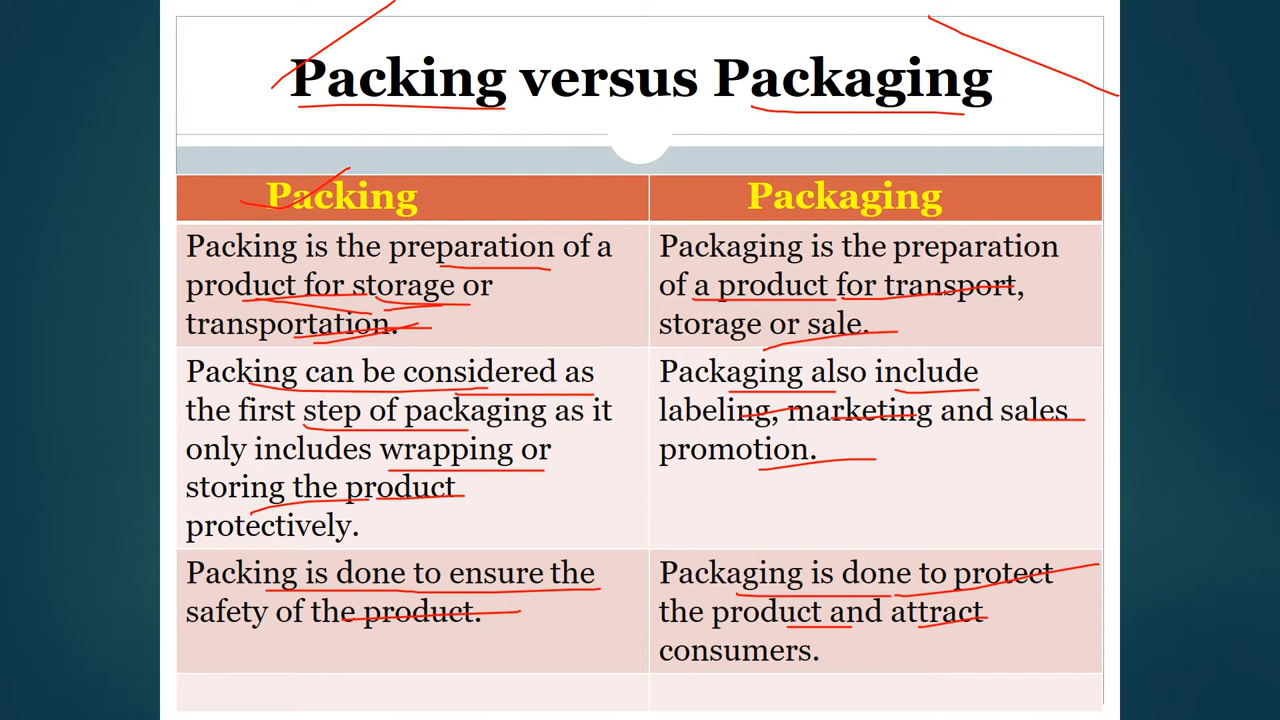 Packing versus Packaging
Packing
Packaging
Packing is the preparation of a
product for storage or
transportation.
Packaging is the preparation
of a product for transport,
storage or sale.
Packing can be considered as
the first step of packaging as it
only includes wrapping or
storing the product
protectively.
Packaging also include
labeling, marketing and sales
promotion.
Packing is done to ensure the
safety of the product.
Packaging is done to protect
the product and attract
consumers.